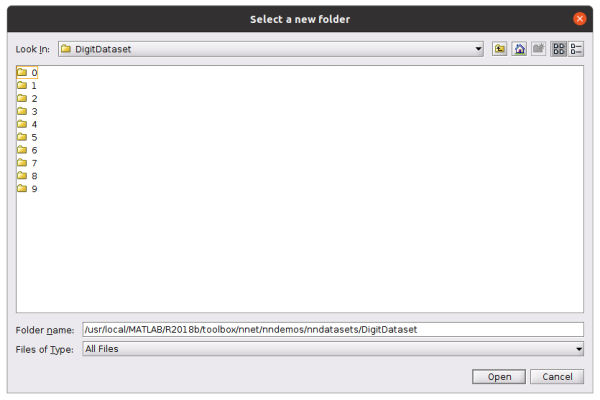 Select a new folder
Look In: DigitDataset
0
1
2
3
4
5
6
7
8
9
Folder name: /usr/local/MATLAB/R2018b/toolbox/nnet/nndemos/nndatasets/DigitDataset
Files of Type: All Files
Open Cancel